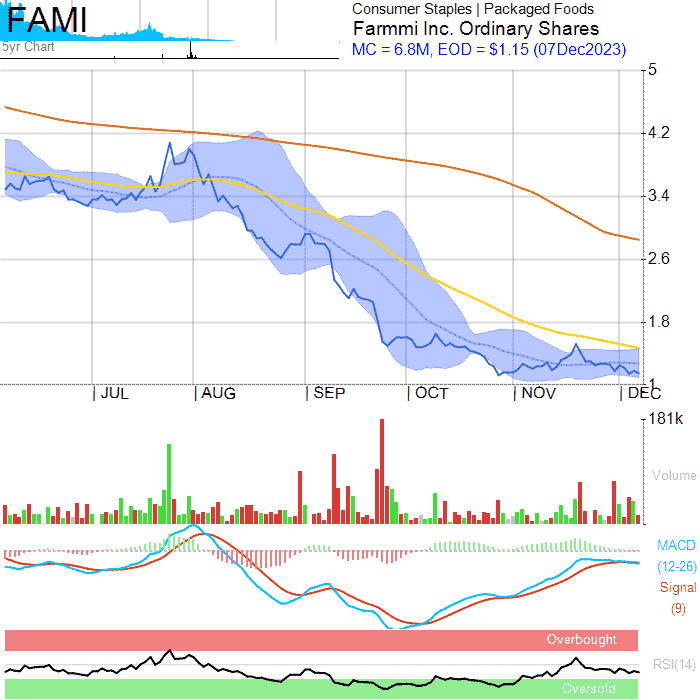 FAMI
Consumer Staples | Packaged Foods
Farmmi Inc. Ordinary Shares
MC = 6.8M, EOD = $1.15 (07Dec2023)
5yr Chart
5
4.2
3.4
2.6
1.8
1
JUL AUG SEP OCT NOV DEC
181k
Volume
MACD
(12-26)
Signal
(9)
Overbought
RSI(14)
Oversold